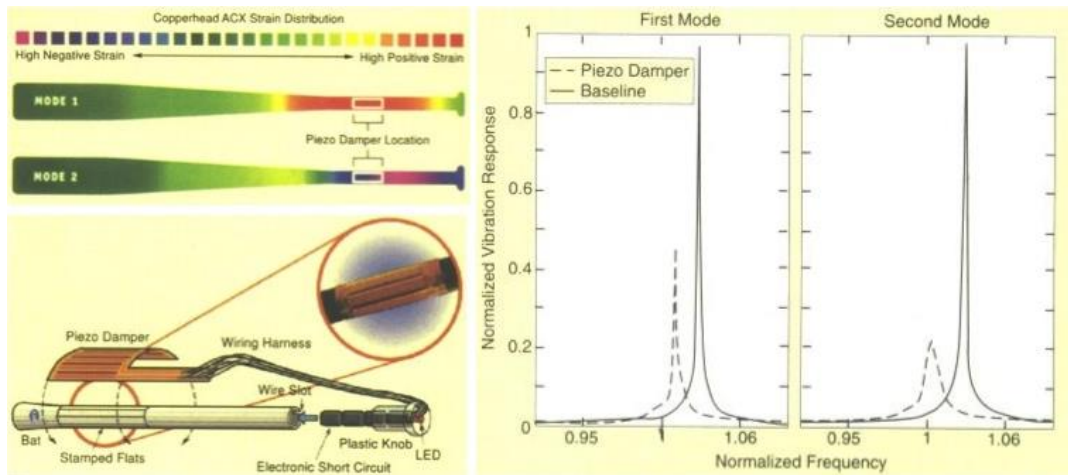 Copperhead ACX Strain Distribution
High Negative Strain
High Positive Strain
MODE 1
Piezo Damper Location
MODE 2
Piezo Damper
Wiring Harness
Wire Slot
Bat
Stamped Flats
Plastic Knob
LED
Electronic Short Circuit
First Mode
Second Mode
Piezo Damper
Baseline
Normalized Vibration Response
1
0.8
0.6
0.4
0.2
0
0.95
1
1.06
0.95
1
1.06
Normalized Frequency